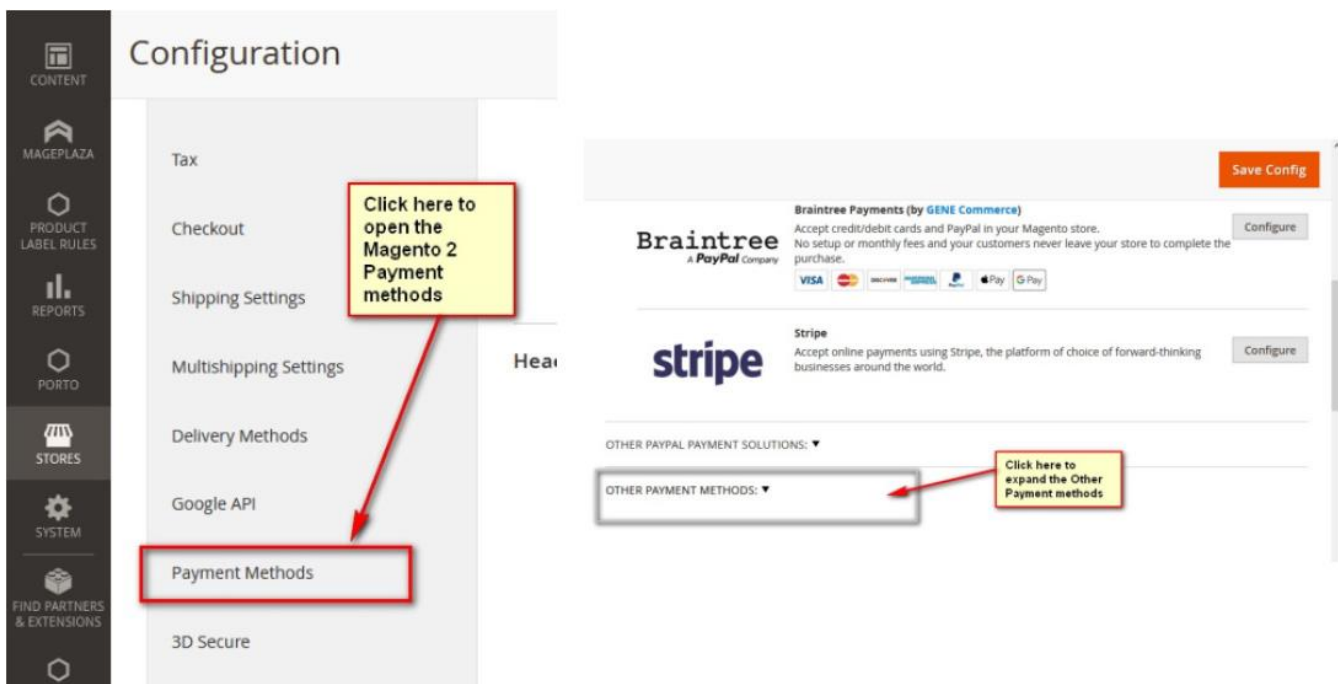 Configuration
CONTENT
MAGEPLAZA
PRODUCT
LABEL RULES
REPORTS
PORTO
STORES
SYSTEM
FIND PARTNERS
& EXTENSIONS
Tax
Checkout
Shipping Settings
Multishipping Settings
Delivery Methods
Google API
Payment Methods
3D Secure
Click here to
open the
Magento 2
Payment
methods
Hea
Save Config
Braintree
A PayPal Company
Braintree Payments (by GENE Commerce)
Accept credit/debit cards and PayPal in your Magento store.
No setup or monthly fees and your customers never leave your store to complete the
purchase.
Configure
VISA
DISCOVER
PayPal
Pay
G Pay
stripe
Stripe
Accept online payments using Stripe, the platform of choice of forward-thinking
businesses around the world.
Configure
OTHER PAYPAL PAYMENT SOLUTIONS:
OTHER PAYMENT METHODS:
Click here to
expand the Other
Payment methods